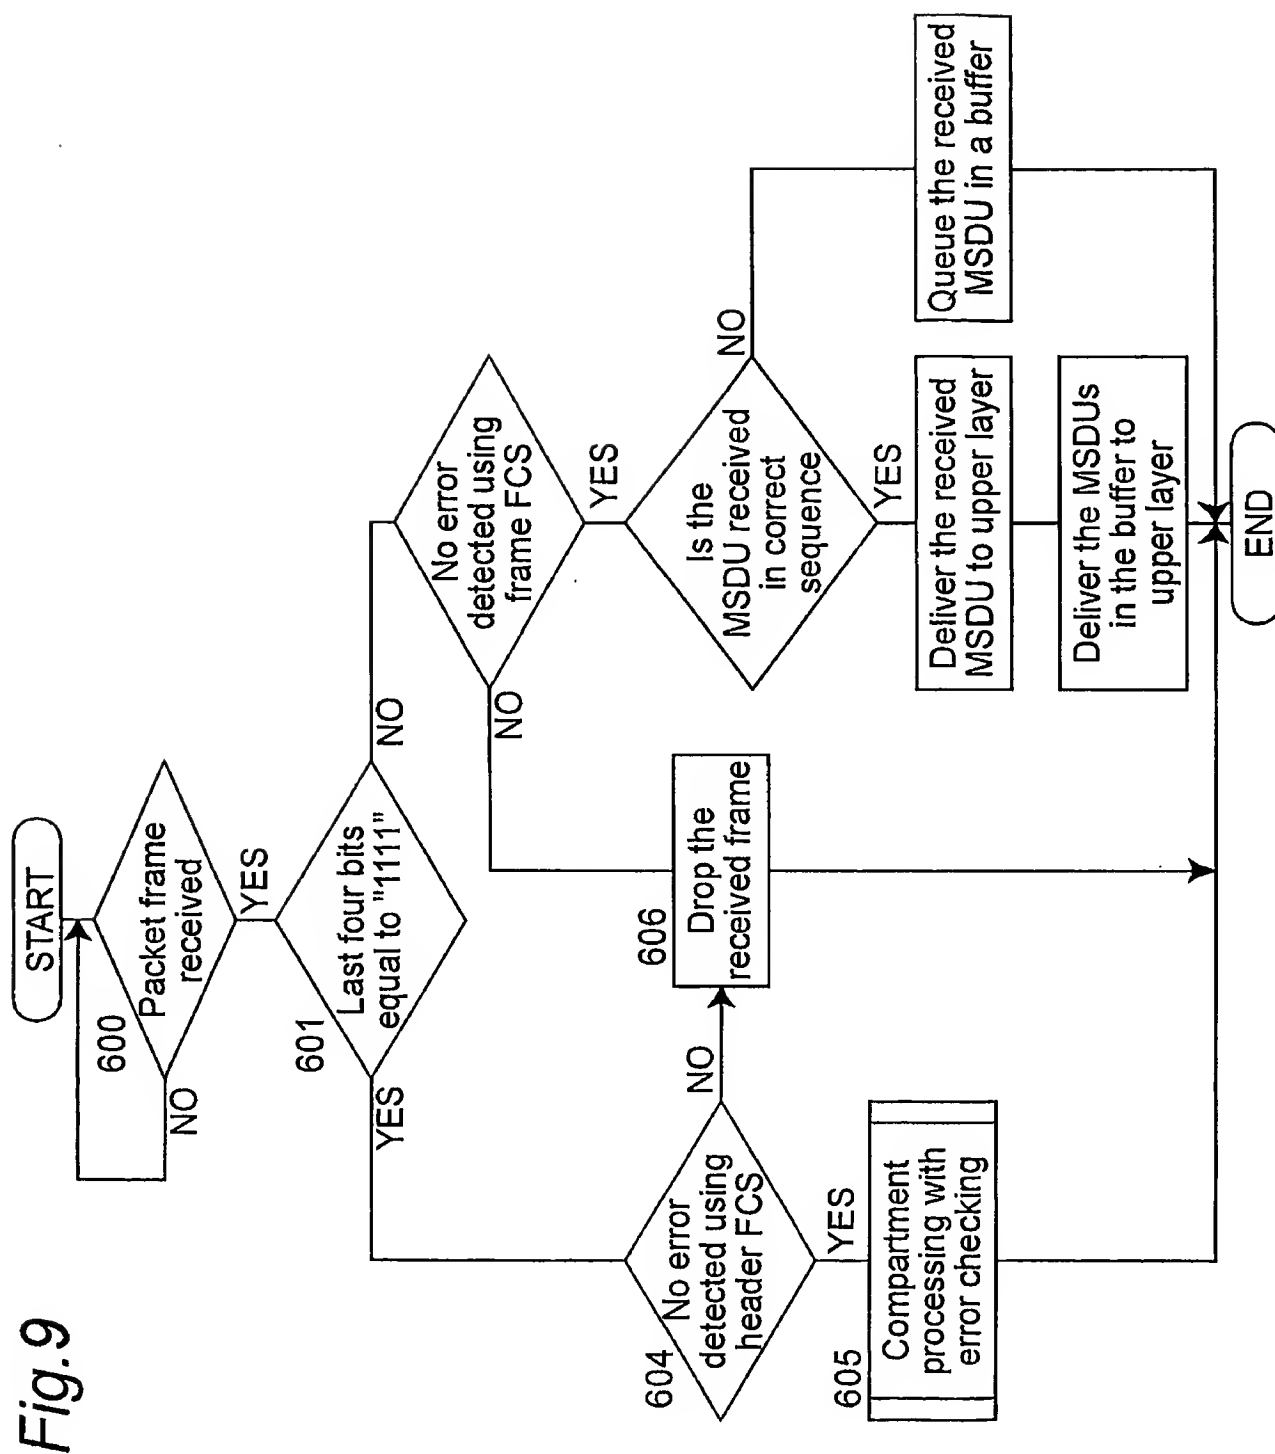 Fig.9
START
600
Packet frame
received
NO
YES
601
Last four bits
equal to "1111"
YES
NO
604
No error
detected using
header FCS
NO
YES
605
Compartment
processing with
error checking
606
Drop the
received frame
No error
detected using
frame FCS
NO
YES
Is the
MSDU received
in correct
sequence
NO
YES
Deliver the received
MSDU to upper layer
Deliver the MSDUs
in the buffer to
upper layer
Queue the received
MSDU in a buffer
END